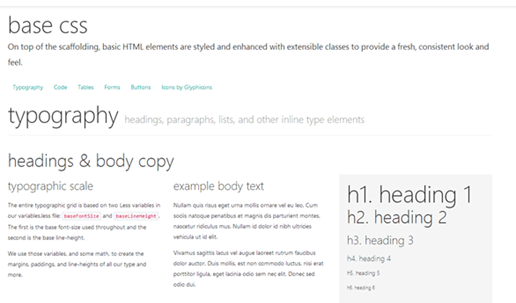 base css
On top of the scaffolding, basic HTML elements are styled and enhanced with extensible classes to provide a fresh, consistent look and
feel.
Typography Code Tables Forms Buttons Icons by Glyphicons
typography headings, paragraphs, lists, and other inline type elements
headings & body copy
typographic scale
The entire typographic grid is based on two Less variables in
our variables.less file: baseFontSize and baseLineHeight.
The first is the base font-size used throughout and the
second is the base line-height.
We use those variables, and some math, to create the
margins, paddings, and line-heights of all our type and
more.
example body text
Nullam quis risus eget urna mollis ornare vel eu leo. Cum
sociis natoque penatibus et magnis dis parturient montes,
nascetur ridiculus mus. Nullam id dolor id nibh ultricies
vehicula ut id elit.
Vivamus sagittis lacus vel augue laoreet rutrum faucibus
dolor auctor. Duis mollis, est non commodo luctus, nisi erat
porttitor ligula, eget lacinia odio sem nec elit. Donec sed
odio dui.
h1. heading 1
h2. heading 2
h3. heading 3
h4. heading 4
h5. heading 5
h6. heading 6